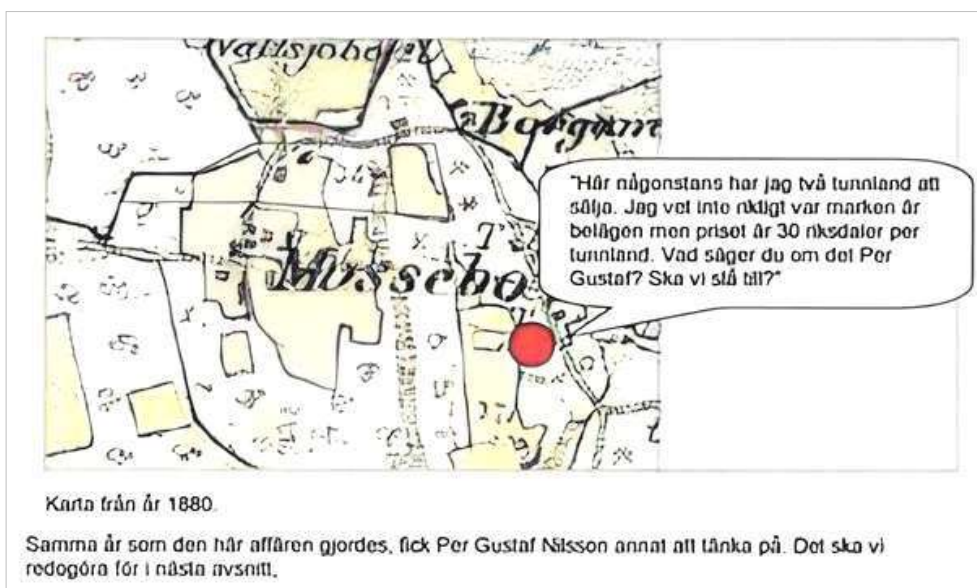 Vallsjöbo
Musscbo
"Här någonstans har jag två tunnland att
sälja. Jag vet inte riktigt var marken är
belägen men priset är 30 riksdaler per
tunnland. Vad säger du om det Per
Gustaf? Ska vi slå till?"
Karta från år 1880.
Samma år som den här affären gjordes, fick Per Gustaf Nilsson annat att tänka på. Det ska vi
redogöra för i nästa avsnitt.